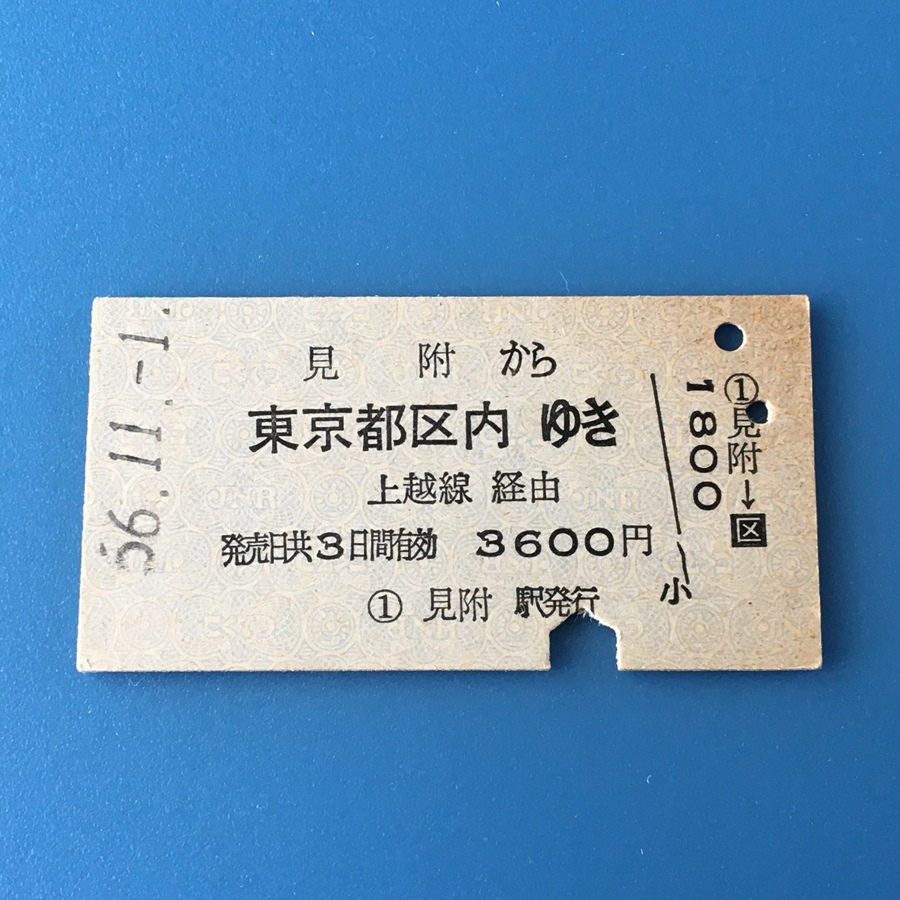 56.11.-1.
見附から
東京都区内 ゆき
上越線 経由
発売日共3日間有効 3600円
① 見附 駅発行
小
1800
①見附→区